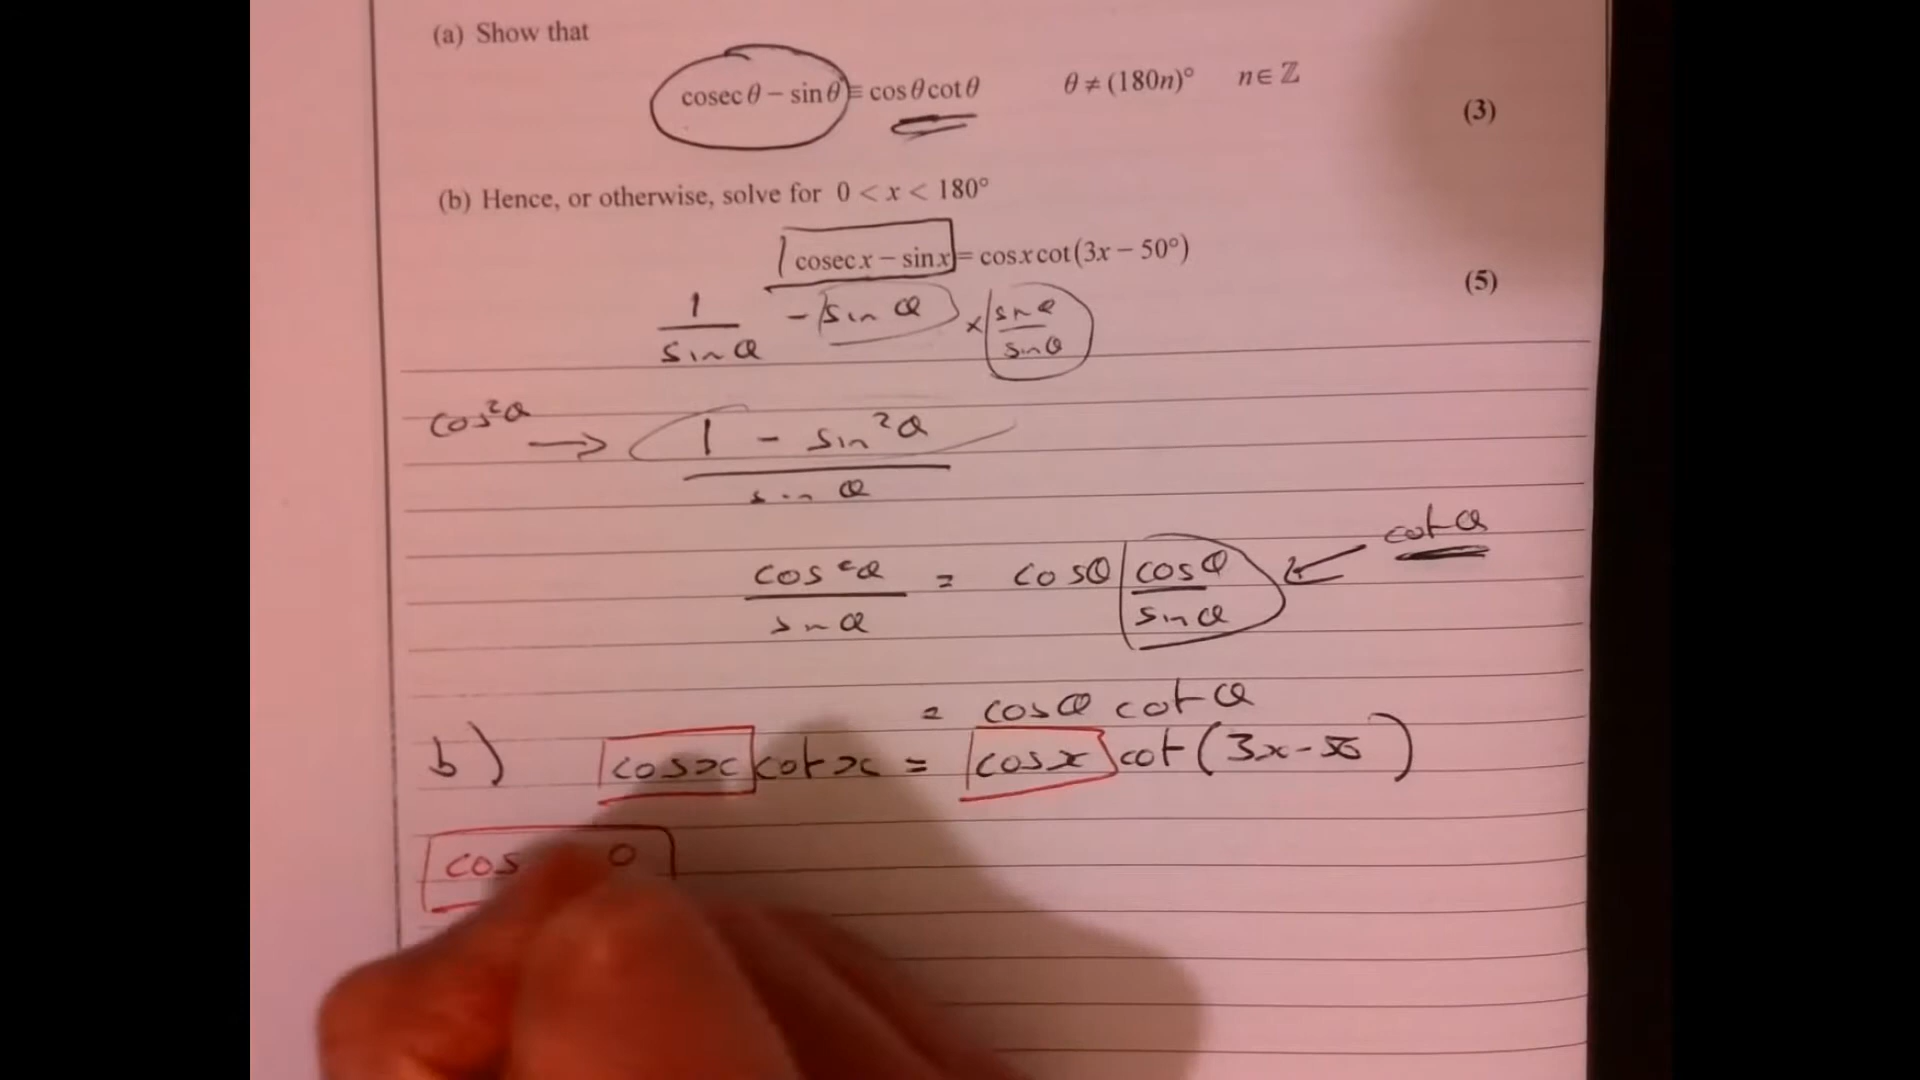 (a) Show that
cosec θ − sin θ ≡ cos θ cot θ θ ≠ (180n)° n ∈ ℤ
(3)
(b) Hence, or otherwise, solve for 0 < x < 180°
cosec x − sin x = cos x cot (3x − 50°)
(5)
1/sin θ − sin θ × sin θ/sin θ
cos²θ → 1 − sin²θ/sin θ
cot θ
cos²θ/sin θ = cos θ cos θ/sin θ ←
= cos θ cot θ
b) cos x cot x = cos x cot (3x − 50)
cos 0